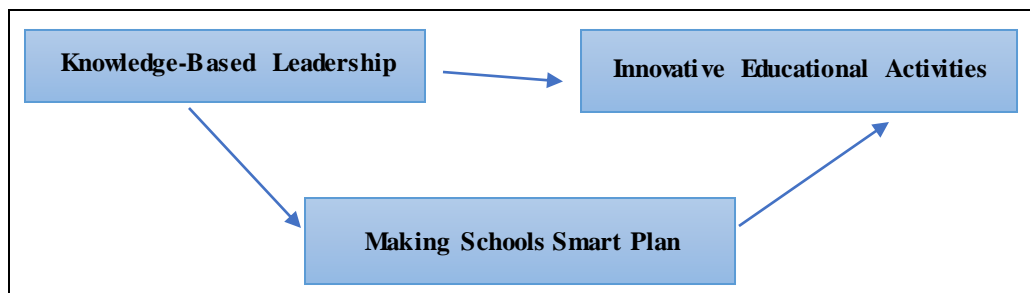 Knowledge-Based Leadership
Innovative Educational Activities
Making Schools Smart Plan